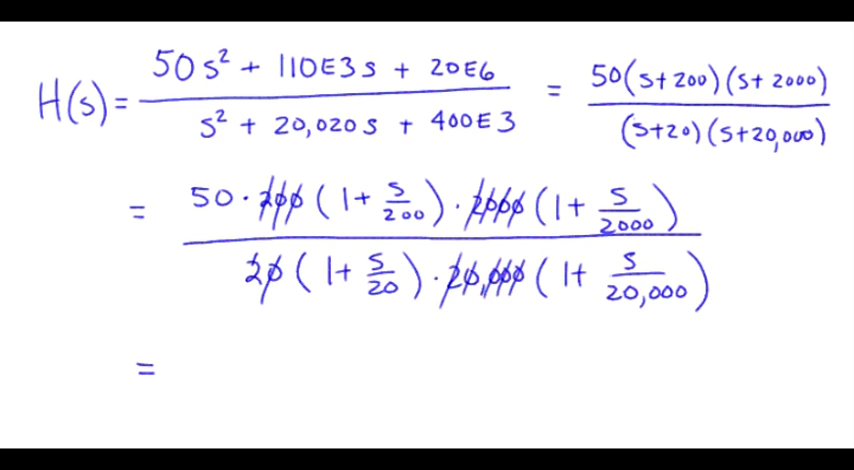 H(s) = (50s² + 110E3s + 20E6) / (s² + 20,020s + 400E3) = 50(s+200)(s+2000) / (s+20)(s+20,000)
= 50·200(1+s/200)·2000(1+s/2000) / 20(1+s/20)·20,000(1+s/20,000)
=